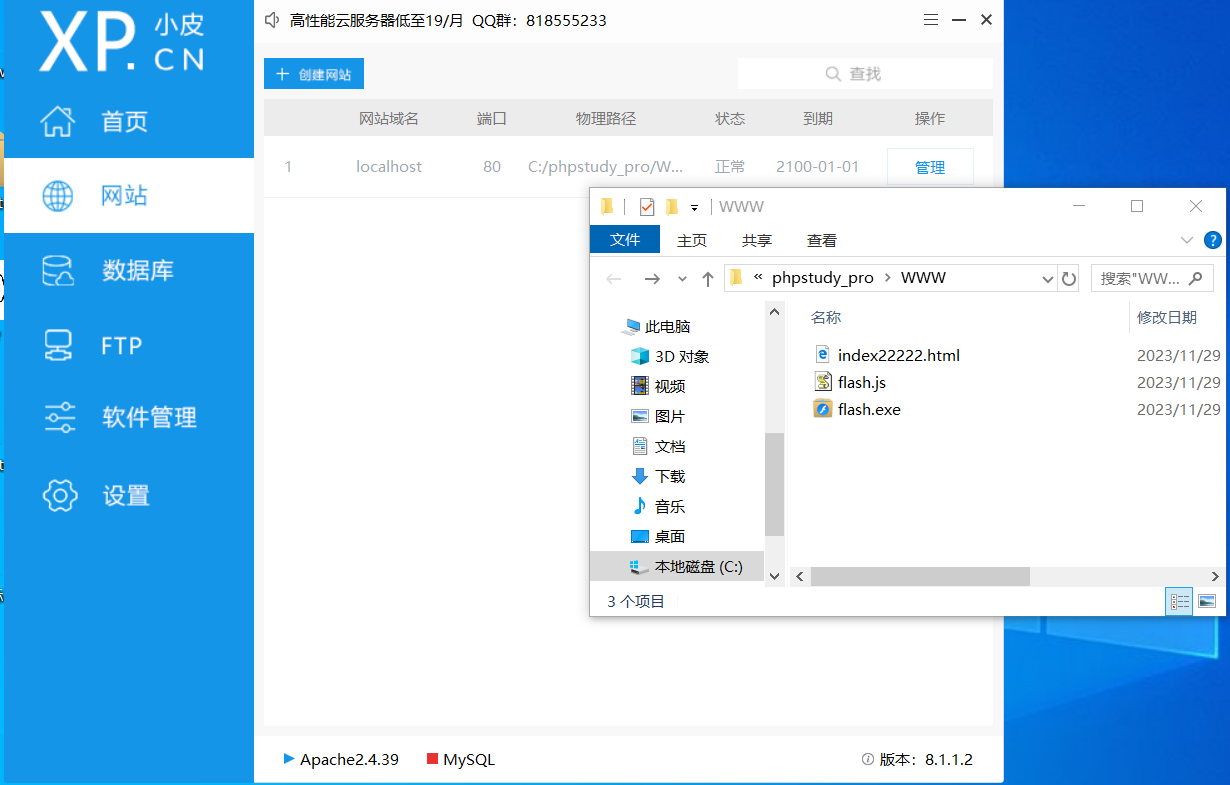 XP.小皮CN
高性能云服务器低至19/月 QQ群：818555233
首页
网站
数据库
FTP
软件管理
设置
创建网站
查找
网站域名 端口 物理路径 状态 到期 操作
1 localhost 80 C:/phpstudy_pro/W... 正常 2100-01-01 管理
WWW
文件 主页 共享 查看
« phpstudy_pro > WWW
搜索"WW...
此电脑
3D 对象
视频
图片
文档
下载
音乐
桌面
本地磁盘 (C:)
名称 修改日期
index22222.html 2023/11/29
flash.js 2023/11/29
flash.exe 2023/11/29
3 个项目
Apache2.4.39 MySQL 版本：8.1.1.2